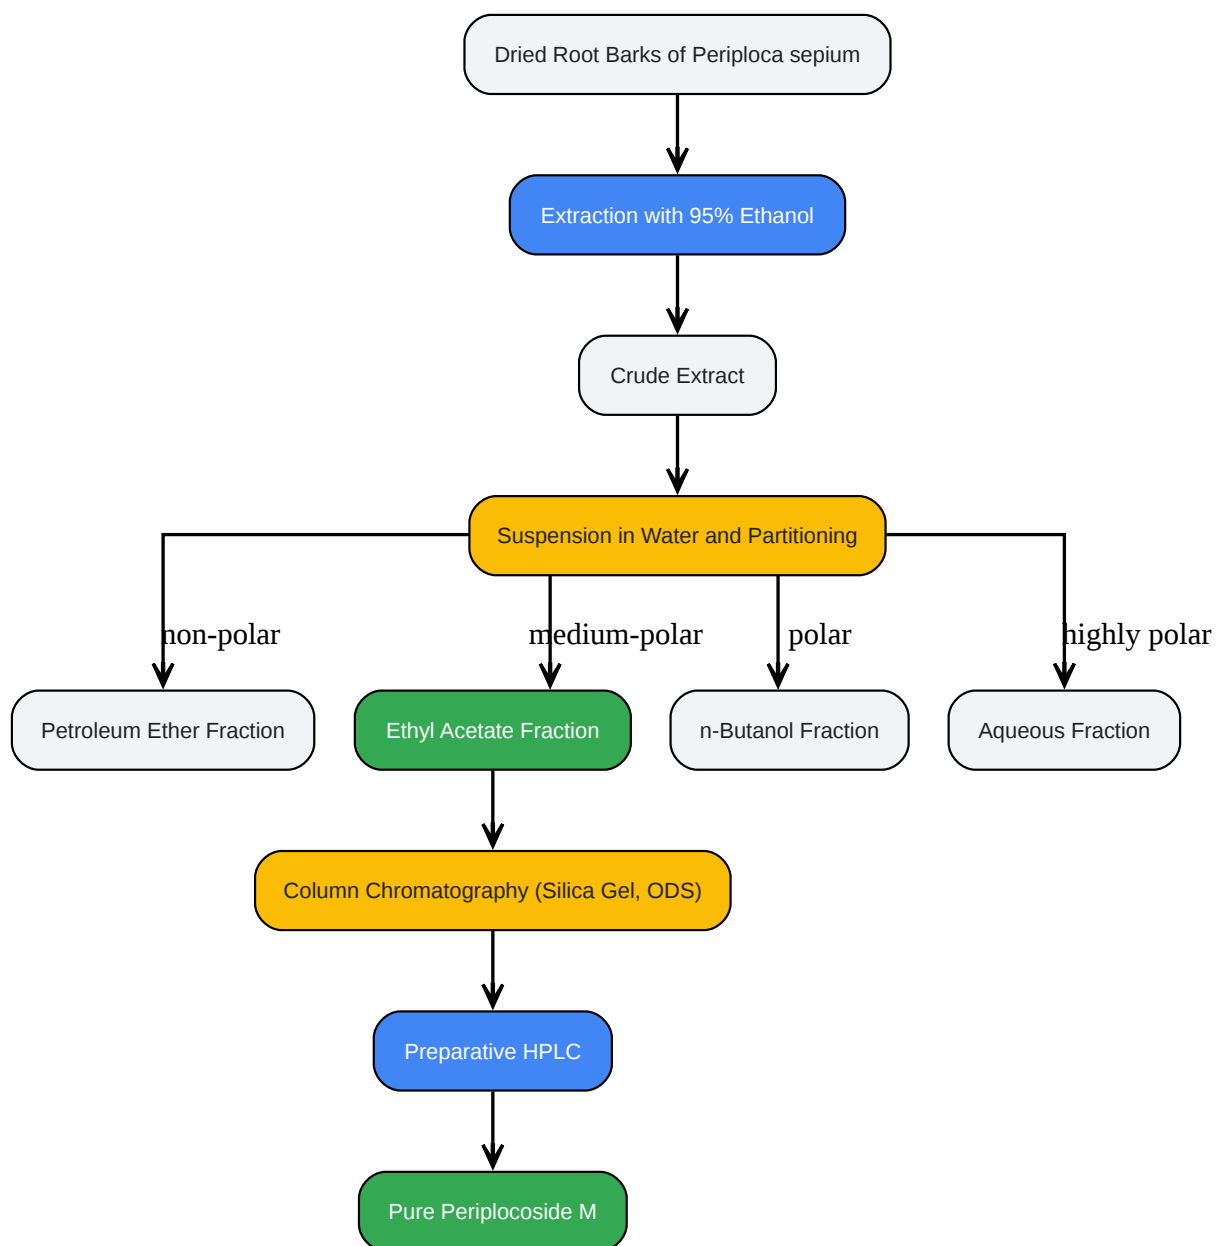 Dried Root Barks of Periploca sepium
Extraction with 95% Ethanol
Crude Extract
Suspension in Water and Partitioning
non-polar
medium-polar
polar
highly polar
Petroleum Ether Fraction
Ethyl Acetate Fraction
n-Butanol Fraction
Aqueous Fraction
Column Chromatography (Silica Gel, ODS)
Preparative HPLC
Pure Periplocoside M